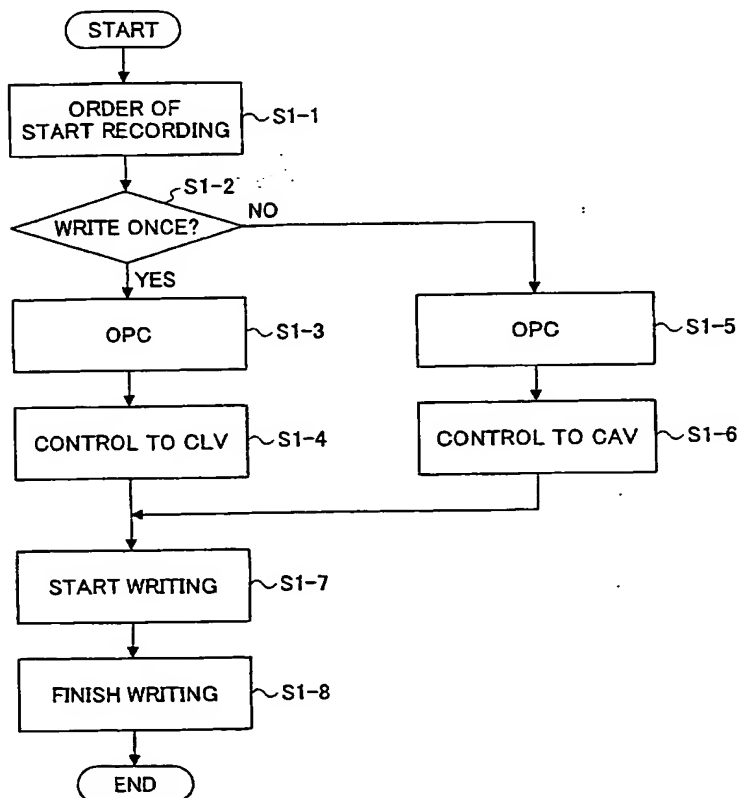 START
ORDER OF
START RECORDING
S1-1
S1-2
WRITE ONCE?
NO
YES
OPC
S1-3
OPC
S1-5
CONTROL TO CLV
S1-4
CONTROL TO CAV
S1-6
START WRITING
S1-7
FINISH WRITING
S1-8
END